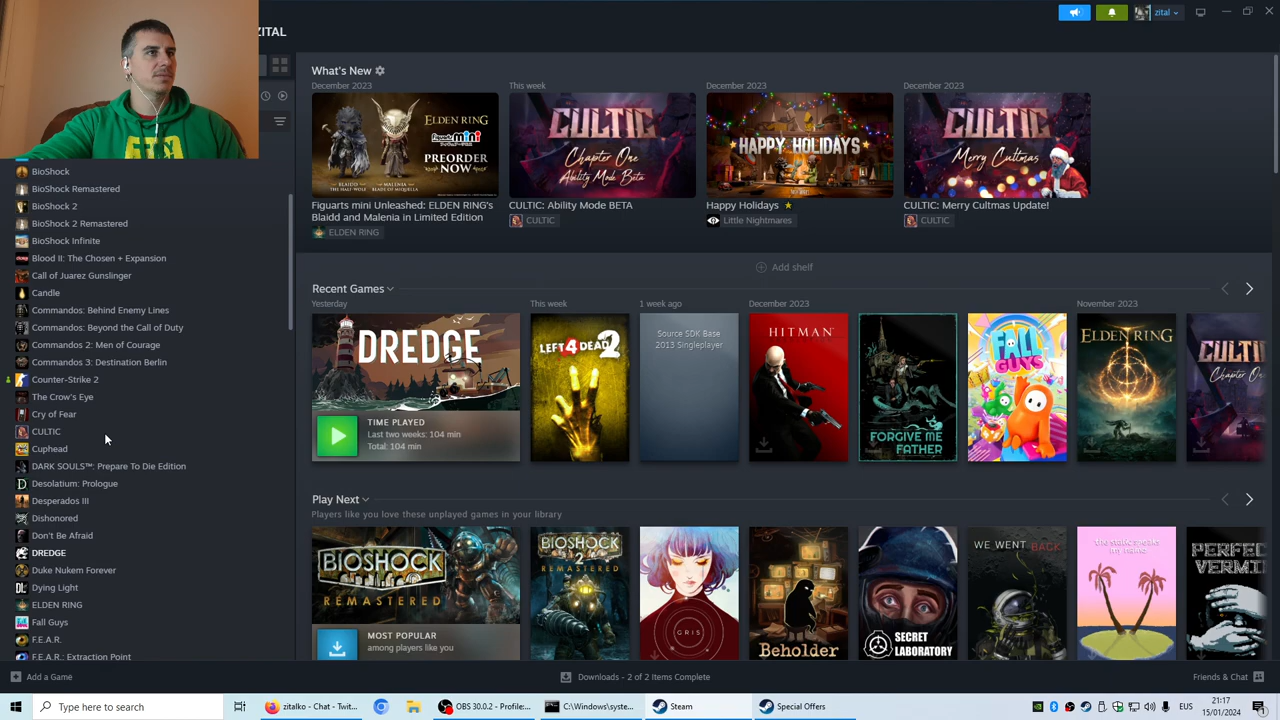 ZITAL
zital
What's New
December 2023
This week
December 2023
December 2023
ELDEN RING
PREORDER
NOW
CULTIC
Chapter One
Ability Mode BETA
HAPPY HOLIDAYS
CULTIC
Merry Cultmas
Figuarts mini Unleashed: ELDEN RING's
Blaidd and Malenia in Limited Edition
ELDEN RING
CULTIC: Ability Mode BETA
CULTIC
Happy Holidays
Little Nightmares
CULTIC: Merry Cultmas Update!
CULTIC
Add shelf
BioShock
BioShock Remastered
BioShock 2
BioShock 2 Remastered
BioShock Infinite
Blood II: The Chosen + Expansion
Call of Juarez Gunslinger
Candle
Commandos: Behind Enemy Lines
Commandos: Beyond the Call of Duty
Commandos 2: Men of Courage
Commandos 3: Destination Berlin
Counter-Strike 2
The Crow's Eye
Cry of Fear
CULTIC
Cuphead
DARK SOULS™: Prepare To Die Edition
Desolatium: Prologue
Desperados III
Dishonored
Don't Be Afraid
DREDGE
Duke Nukem Forever
Dying Light
ELDEN RING
Fall Guys
F.E.A.R.
F.E.A.R.: Extraction Point
Recent Games
Yesterday
This week
1 week ago
December 2023
November 2023
DREDGE
TIME PLAYED
Last two weeks: 104 min
Total: 104 min
LEFT 4 DEAD 2
Source SDK Base
2013 Singleplayer
HITMAN
FORGIVE ME
FATHER
FALL
GUYS
ELDEN RING
Play Next
Players like you love these unplayed games in your library
BIOSHOCK
REMASTERED
MOST POPULAR
among players like you
BIOSHOCK
2
REMASTERED
GRIS
Beholder
SECRET
LABORATORY
WE WENT BACK
The static speaks
my name
Add a Game
Downloads - 2 of 2 Items Complete
Friends & Chat
Type here to search
zitalko - Chat - Twit...
OBS 30.0.2 - Profile:...
C:\Windows\syste...
Steam
Special Offers
EUS
21:17
15/01/2024